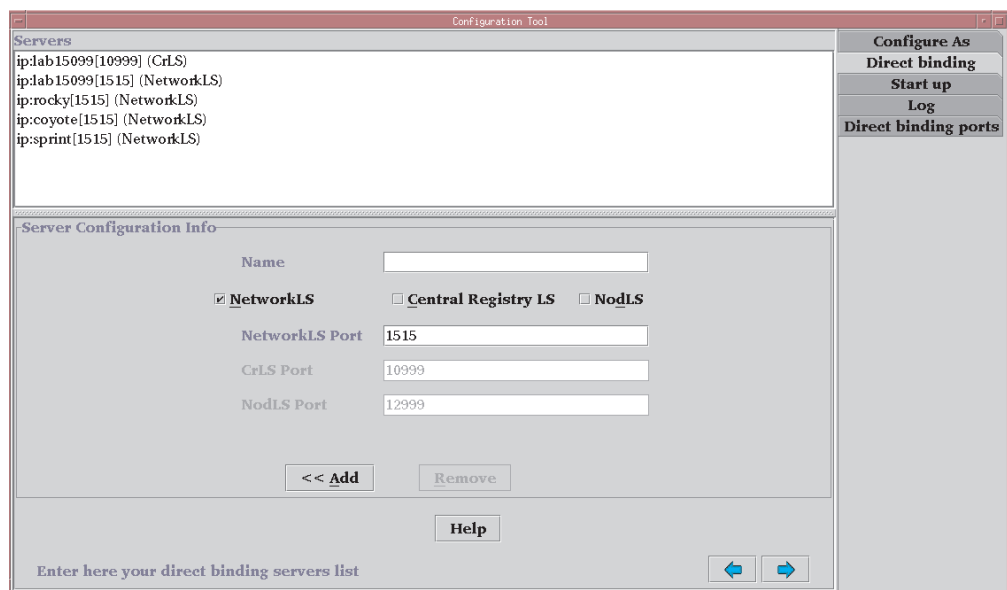 Configuration Tool
Servers
ip:lab15099[10999] (CrLS)
ip:lab15099[1515] (NetworkLS)
ip:rocky[1515] (NetworkLS)
ip:coyote[1515] (NetworkLS)
ip:sprint[1515] (NetworkLS)
Configure As
Direct binding
Start up
Log
Direct binding ports
Server Configuration Info
Name
NetworkLS Central Registry LS NodLS
NetworkLS Port 1515
CrLS Port 10999
NodLS Port 12999
<< Add Remove
Help
Enter here your direct binding servers list